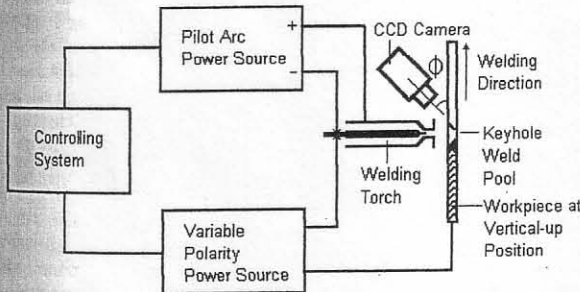 Pilot Arc
Power Source
+
−
CCD Camera
ϕ
Welding
Direction
Controlling
System
Welding
Torch
Keyhole
Weld
Pool
Workpiece at
Vertical-up
Position
Variable
Polarity
Power Source